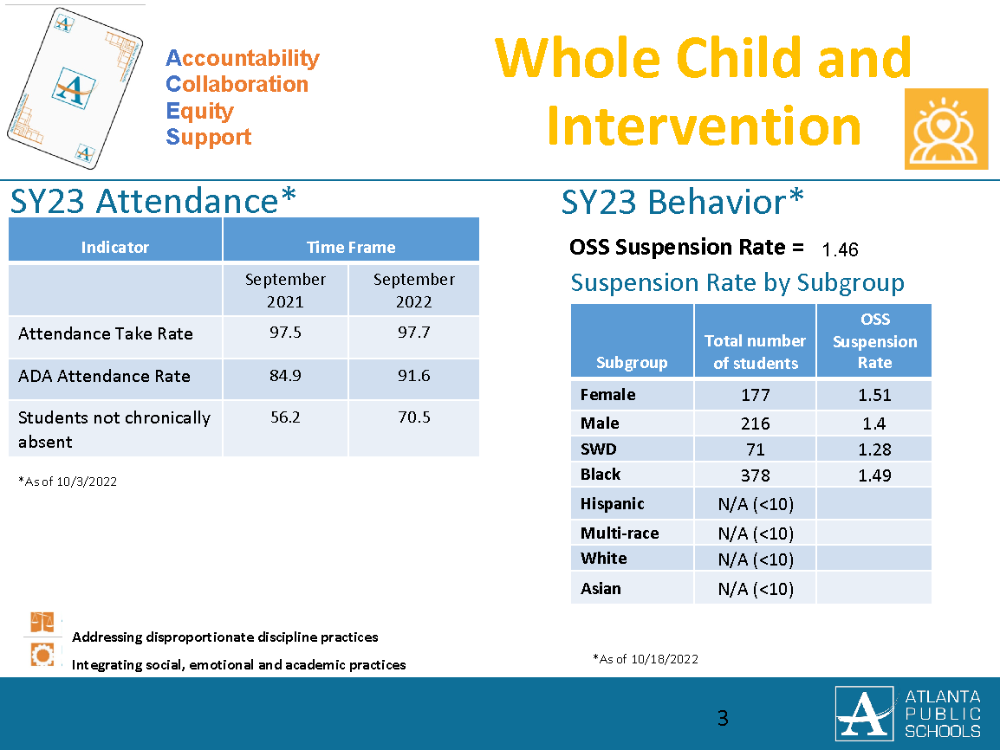 Accountability
Collaboration
Equity
Support
Whole Child and
Intervention
SY23 Attendance*
Indicator Time Frame
September 2021 September 2022
Attendance Take Rate 97.5 97.7
ADA Attendance Rate 84.9 91.6
Students not chronically absent 56.2 70.5
*As of 10/3/2022
Addressing disproportionate discipline practices
Integrating social, emotional and academic practices
SY23 Behavior*
OSS Suspension Rate = 1.46
Suspension Rate by Subgroup
Subgroup Total number of students OSS Suspension Rate
Female 177 1.51
Male 216 1.4
SWD 71 1.28
Black 378 1.49
Hispanic N/A (<10)
Multi-race N/A (<10)
White N/A (<10)
Asian N/A (<10)
*As of 10/18/2022
3
ATLANTA
PUBLIC
SCHOOLS